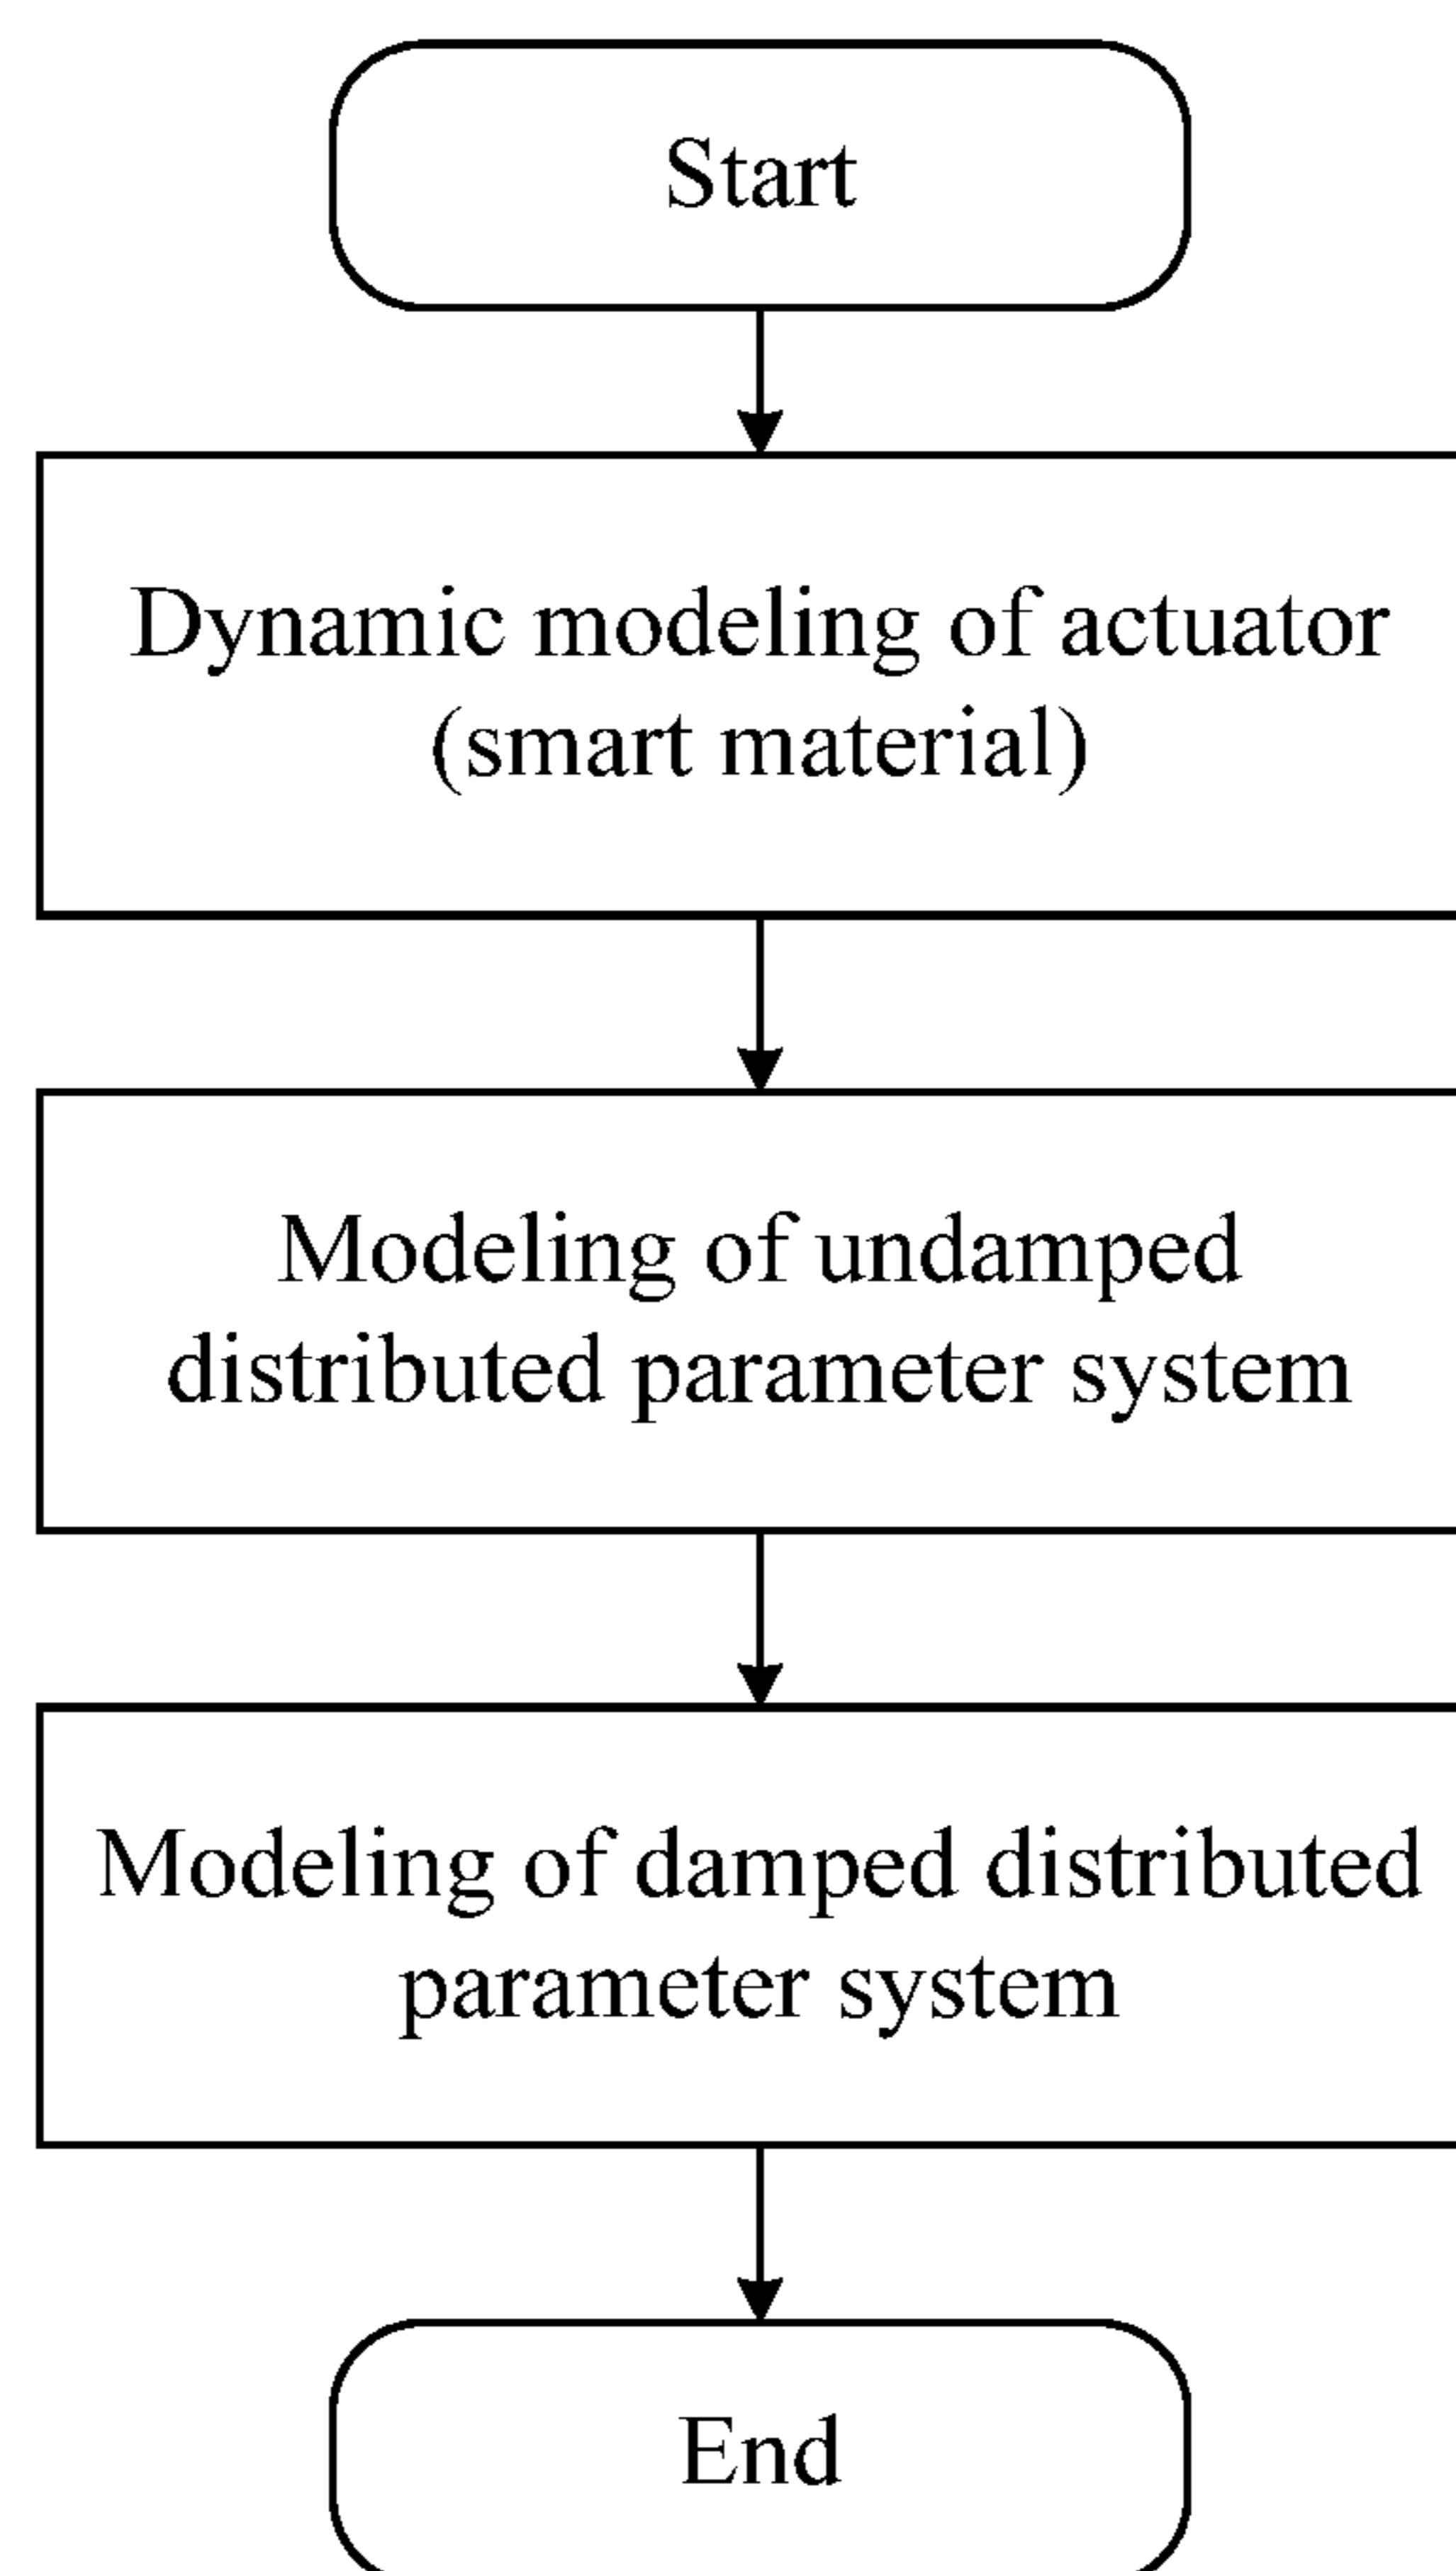 Start
Dynamic modeling of actuator
(smart material)
Modeling of undamped
distributed parameter system
Modeling of damped distributed
parameter system
End